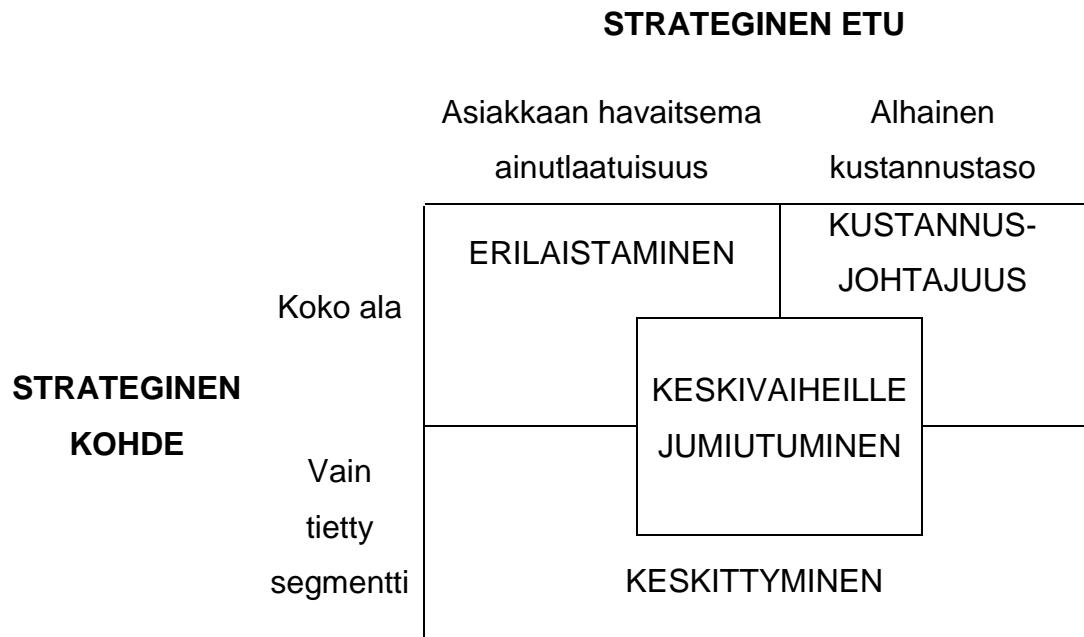 STRATEGINEN ETU
Asiakkaan havaitsema
ainutlaatuisuus
Alhainen
kustannustaso
ERILAISTAMINEN
KUSTANNUS-
JOHTAJUUS
Koko ala
STRATEGINEN
KOHDE
KESKIVAIHEILLE
JUMIUTUMINEN
Vain
tietty
segmentti
KESKITTYMINEN